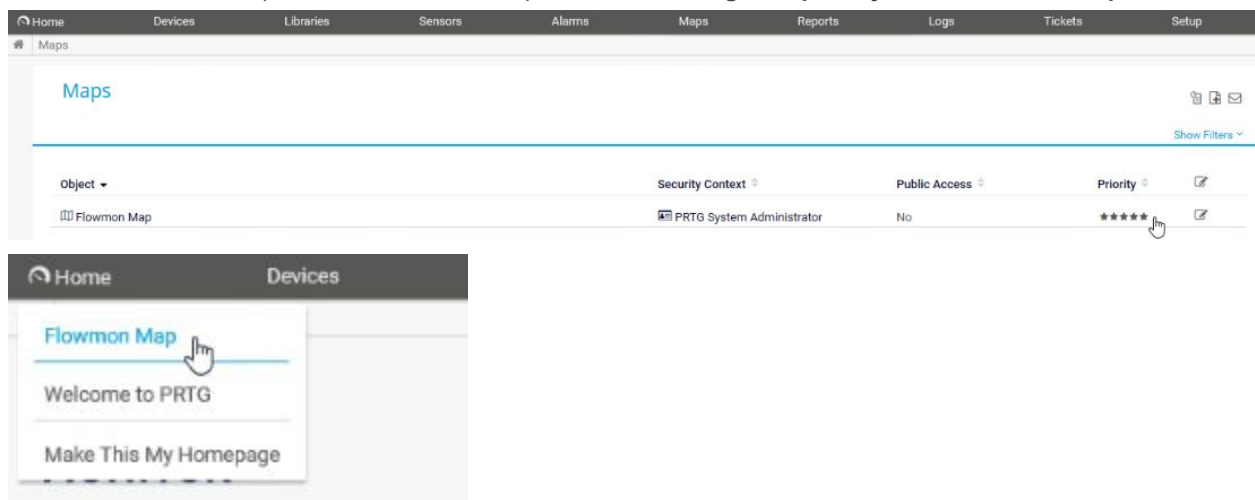 Home Devices Libraries Sensors Alarms Maps Reports Logs Tickets Setup
Maps
Maps
Show Filters
Object Security Context Public Access Priority
Flowmon Map PRTG System Administrator No ★★★★★
Home Devices
Flowmon Map
Welcome to PRTG
Make This My Homepage